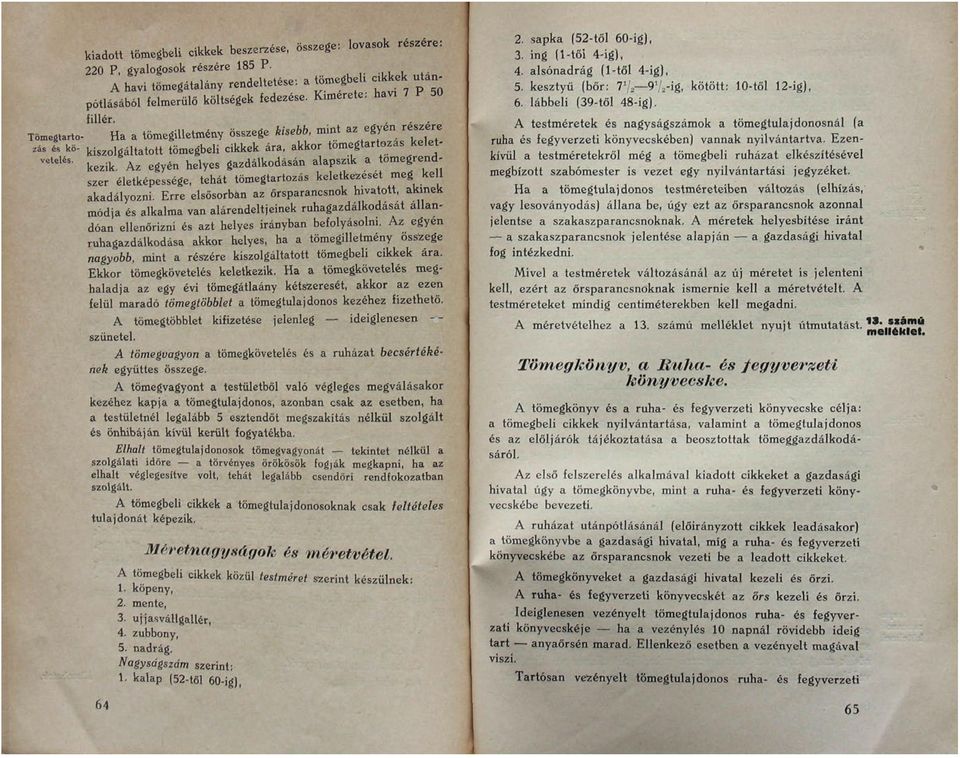 kiadott tömegbeli cikkek beszerzése, összege: lovasok részére:
220 P, gyalogosok részére 185 P.
A havi tömegátalány rendeltetése: a tömegbeli cikkek után-
pótlásából felmerülő költségek fedezése. Kimérete: havi 7 P 50
fillér.
Tömegtarto-
zás és kö-
vetelés.
Ha a tömegilletmény összege kisebb, mint az egyén részére
kiszolgáltatott tömegbeli cikkek ára, akkor tömegtartozás kelet-
kezik. Az egyén helyes gazdálkodásán alapszik a tömegrend-
szer életképessége, tehát tömegtartozás keletkezését meg kell
akadályozni. Erre elsősorban az őrsparancsnok hivatott, akinek
módja és alkalma van alárendeltjeinek ruhagazdálkodását állan-
dóan ellenőrizni és azt helyes irányban befolyásolni. Az egyén
ruhagazdálkodása akkor helyes, ha a tömegilletmény összege
nagyobb, mint a részére kiszolgáltatott tömegbeli cikkek ára.
Ekkor tömegkövetelés keletkezik. Ha a tömegkövetelés meg-
haladja az egy évi tömegátlaány kétszeresét, akkor az ezen
felül maradó tömegtöbblet a tömegtulajdonos kezéhez fizethető.
A tömegtöbblet kifizetése jelenleg — ideiglenesen —
szünetel.
A tömegvagyon a tömegkövetelés és a ruházat becsértéké-
nek együttes összege.
A tömegvagyont a testületből való végleges megválásakor
kezéhez kapja a tömegtulajdonos, azonban csak az esetben, ha
a testületnél legalább 5 esztendőt megszakítás nélkül szolgált
és önhibáján kívül került fogyatékba.
Elhalt tömegtulajdonosok tömegvagyonát — tekintet nélkül a
szolgálati időre — a törvényes örökösök fogják megkapni, ha az
elhalt véglegesítve volt, tehát legalább csendőri rendfokozatban
szolgált.
A tömegbeli cikkek a tömegtulajdonosoknak csak feltételes
tulajdonát képezik.
Méretnagyságok és méretvétel.
A tömegbeli cikkek közül testméret szerint készülnek:
1. köpeny,
2. mente,
3. ujjasvállgallér,
4. zubbony,
5. nadrág.
Nagyságszám szerint:
1. kalap (52-től 60-ig),
64
2. sapka (52-től 60-ig),
3. ing (1-től 4-ig),
4. alsónadrág (1-től 4-ig),
5. kesztyű (bőr: 7¹/₂—9¹/₂-ig, kötött: 10-től 12-ig),
6. lábbeli (39-től 48-ig).
A testméretek és nagyságszámok a tömegtulajdonosnál (a
ruha és fegyverzeti könyvecskében) vannak nyilvántartva. Ezen-
kívül a testméretekről még a tömegbeli ruházat elkészítésével
megbízott szabómester is vezet egy nyilvántartási jegyzéket.
Ha a tömegtulajdonos testméreteiben változás (elhízás,
vagy lesoványodás) állana be, úgy ezt az őrsparancsnok azonnal
jelentse a szakaszparancsnoknak. A méretek helyesbítése iránt
— a szakaszparancsnok jelentése alapján — a gazdasági hivatal
fog intézkedni.
Mivel a testméretek változásánál az új méretet is jelenteni
kell, ezért az őrsparancsnoknak ismernie kell a méretvételt. A
testméreteket mindig centiméterekben kell megadni.
A méretvételhez a 13. számú melléklet nyujt útmutatást.
13. számú
melléklet.
Tömegkönyv, a Ruha- és fegyverzeti
könyvecske.
A tömegkönyv és a ruha- és fegyverzeti könyvecske célja:
a tömegbeli cikkek nyilvántartása, valamint a tömegtulajdonos
és az előljárók tájékoztatása a beosztottak tömeggazdálkodá-
sáról.
Az első felszerelés alkalmával kiadott cikkeket a gazdasági
hivatal úgy a tömegkönyvbe, mint a ruha- és fegyverzeti köny-
vecskébe bevezeti.
A ruházat utánpótlásánál (előirányzott cikkek leadásakor)
a tömegkönyvbe a gazdasági hivatal, míg a ruha- és fegyverzeti
könyvecskébe az őrsparancsnok vezeti be a leadott cikkeket.
A tömegkönyveket a gazdasági hivatal kezeli és őrzi.
A ruha- és fegyverzeti könyvecskét az őrs kezeli és őrzi.
Ideiglenesen vezényelt tömegtulajdonos ruha- és fegyver-
zati könyvecskéje — ha a vezénylés 10 napnál rövidebb ideig
tart — anyaőrsén marad. Ellenkező esetben a vezényelt magával
viszi.
Tartósan vezényelt tömegtulajdonos ruha- és fegyverzeti
65